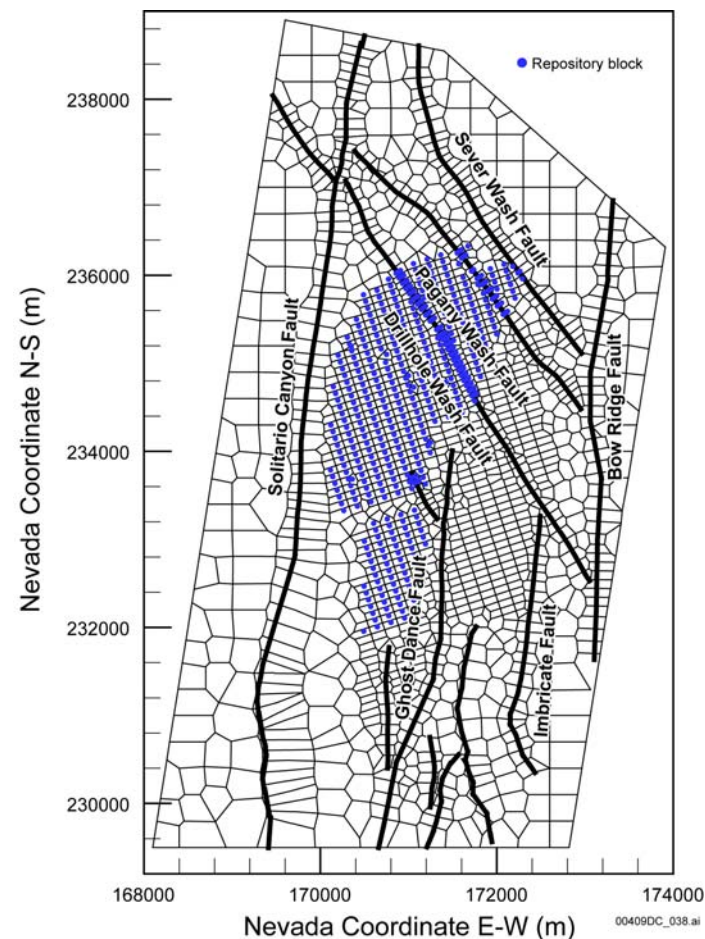 Repository block
238000
236000
234000
232000
230000
Nevada Coordinate N-S (m)
Sever Wash Fault
Pagany Wash Fault
Drillhole Wash Fault
Solitario Canyon Fault
Bow Ridge Fault
Ghost Dance Fault
Imbricate Fault
168000
170000
172000
174000
Nevada Coordinate E-W (m)
00409DC_038.ai